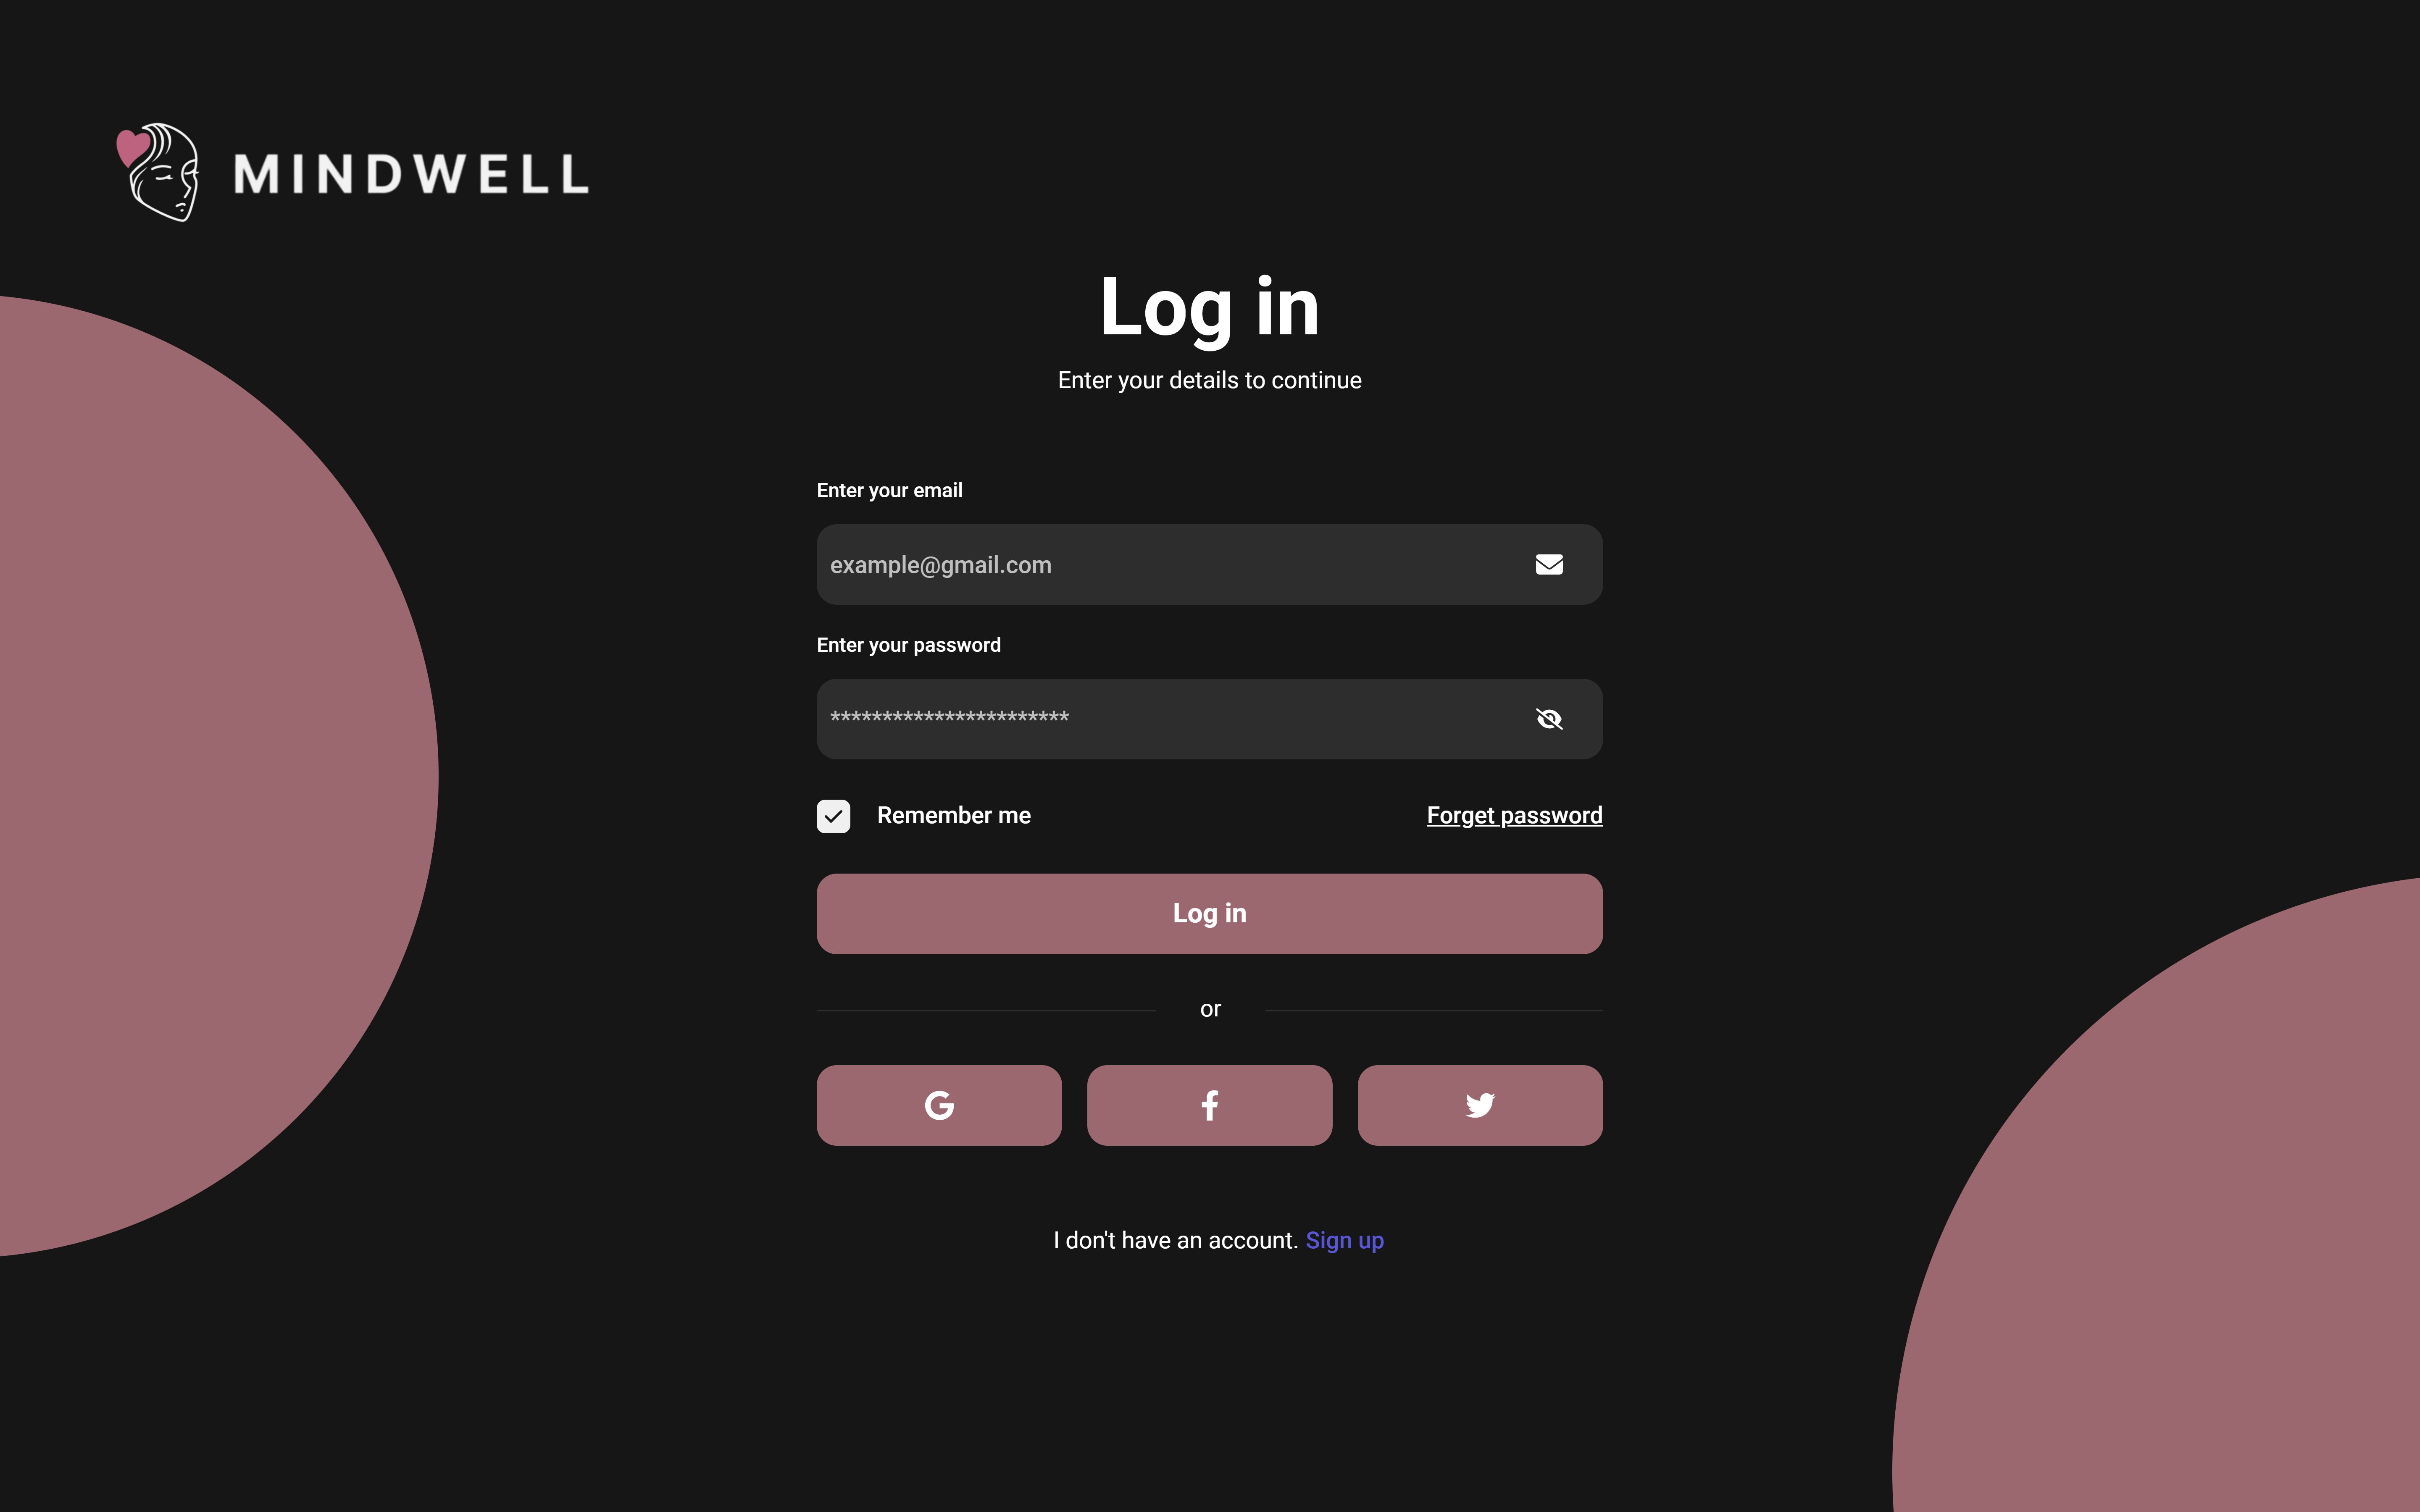 MINDWELL
Log in
Enter your details to continue
Enter your email
example@gmail.com
Enter your password
***********************
Remember me
Forget password
Log in
or
I don't have an account. Sign up